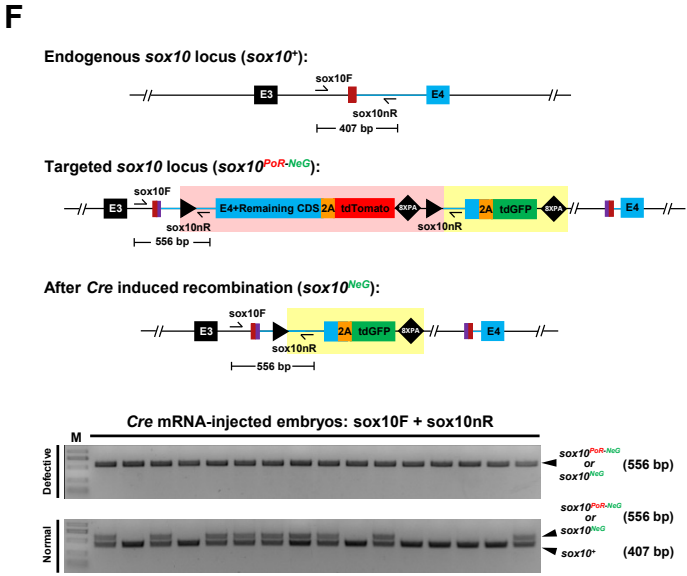 F
Endogenous sox10 locus (sox10+):
E3 sox10F E4
sox10nR
407 bp
Targeted sox10 locus (sox10PoR-NeG):
sox10F
E3 E4+Remaining CDS 2A tdTomato 8XPA 2A tdGFP 8XPA E4
sox10nR sox10nR
556 bp
After Cre induced recombination (sox10NeG):
sox10F
E3 2A tdGFP 8XPA E4
sox10nR
556 bp
Cre mRNA-injected embryos: sox10F + sox10nR
M
Defective
sox10PoR-NeG
or (556 bp)
sox10NeG
Normal
sox10PoR-NeG
or (556 bp)
sox10NeG
sox10+ (407 bp)